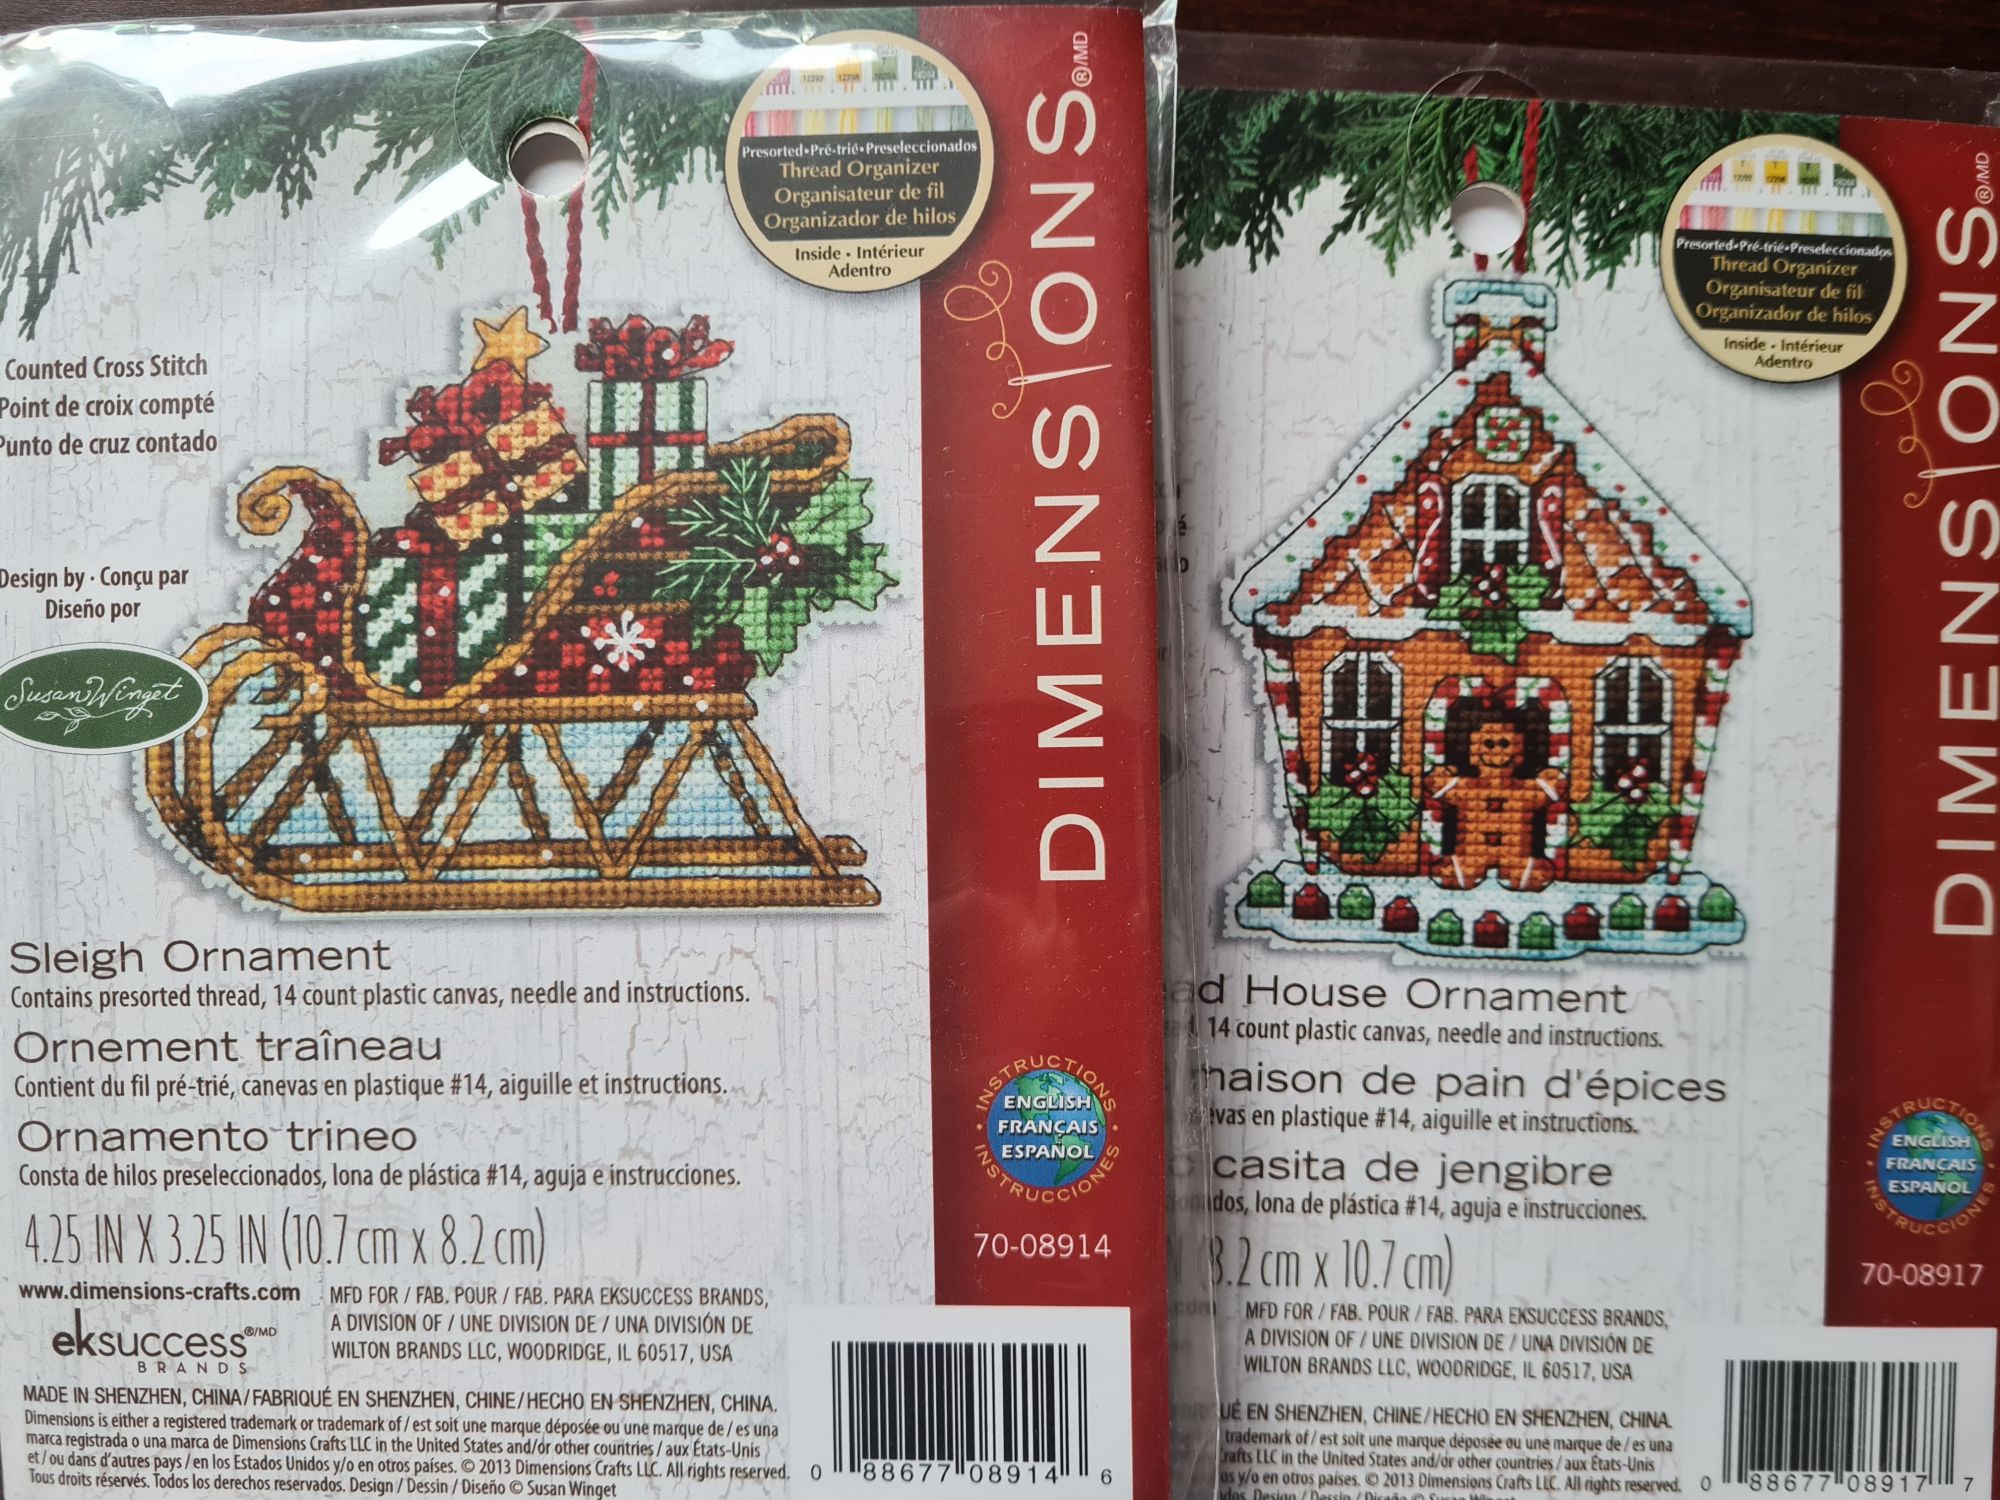 Presorted•Pré-trié•Preseleccionados
Thread Organizer
Organisateur de fil
Organizador de hilos
Inside • Intérieur
Adentro
DIMENSIONS®/MD
Counted Cross Stitch
Point de croix compté
Punto de cruz contado
Design by • Conçu par
Diseño por
Susan Winget
Sleigh Ornament
Contains presorted thread, 14 count plastic canvas, needle and instructions.
Ornement traîneau
Contient du fil pré-trié, canevas en plastique #14, aiguille et instructions.
Ornamento trineo
Consta de hilos preseleccionados, lona de plástica #14, aguja e instrucciones.
4.25 IN X 3.25 IN (10.7 cm x 8.2 cm)
www.dimensions-crafts.com
eksuccess®/MD
BRANDS
MFD FOR / FAB. POUR / FAB. PARA EKSUCCESS BRANDS,
A DIVISION OF / UNE DIVISION DE / UNA DIVISIÓN DE
WILTON BRANDS LLC, WOODRIDGE, IL 60517, USA
MADE IN SHENZHEN, CHINA/FABRIQUÉ EN SHENZHEN, CHINE/HECHO EN SHENZHEN, CHINA.
Dimensions is either a registered trademark or trademark of / est soit une marque déposée ou une marque de / es una
marca registrada o una marca de Dimensions Crafts LLC in the United States and/or other countries / aux États-Unis
et / ou dans d'autres pays / en los Estados Unidos y/o en otros países. © 2013 Dimensions Crafts LLC. All rights reserved.
Tous droits réservés. Todos los derechos reservados. Design / Dessin / Diseño © Susan Winget
INSTRUCTIONS
ENGLISH
FRANÇAIS
ESPAÑOL
INSTRUCCIONES
70-08914
0 88677 08914 6
Presorted•Pré-trié•Preseleccionados
Thread Organizer
Organisateur de fil
Organizador de hilos
Inside • Intérieur
Adentro
DIMENSIONS®/MD
House Ornament
14 count plastic canvas, needle and instructions.
maison de pain d'épices
en plastique #14, aiguille et instructions.
casita de jengibre
lona de plástica #14, aguja e instrucciones.
(8.2 cm x 10.7 cm)
MFD FOR / FAB. POUR / FAB. PARA EKSUCCESS BRANDS,
A DIVISION OF / UNE DIVISION DE / UNA DIVISIÓN DE
WILTON BRANDS LLC, WOODRIDGE, IL 60517, USA
EN SHENZHEN, CHINE/HECHO EN SHENZHEN, CHINA.
trademark of / est soit une marque déposée ou une marque de / es una
LLC in the United States and/or other countries / aux États-Unis
y/o en otros países. © 2013 Dimensions Crafts LLC. All rights reserved.
Design / Dessin / Diseño © Susan Winget
INSTRUCTIONS
ENGLISH
FRANÇAIS
ESPAÑOL
INSTRUCCIONES
70-08917
0 88677 08917 7